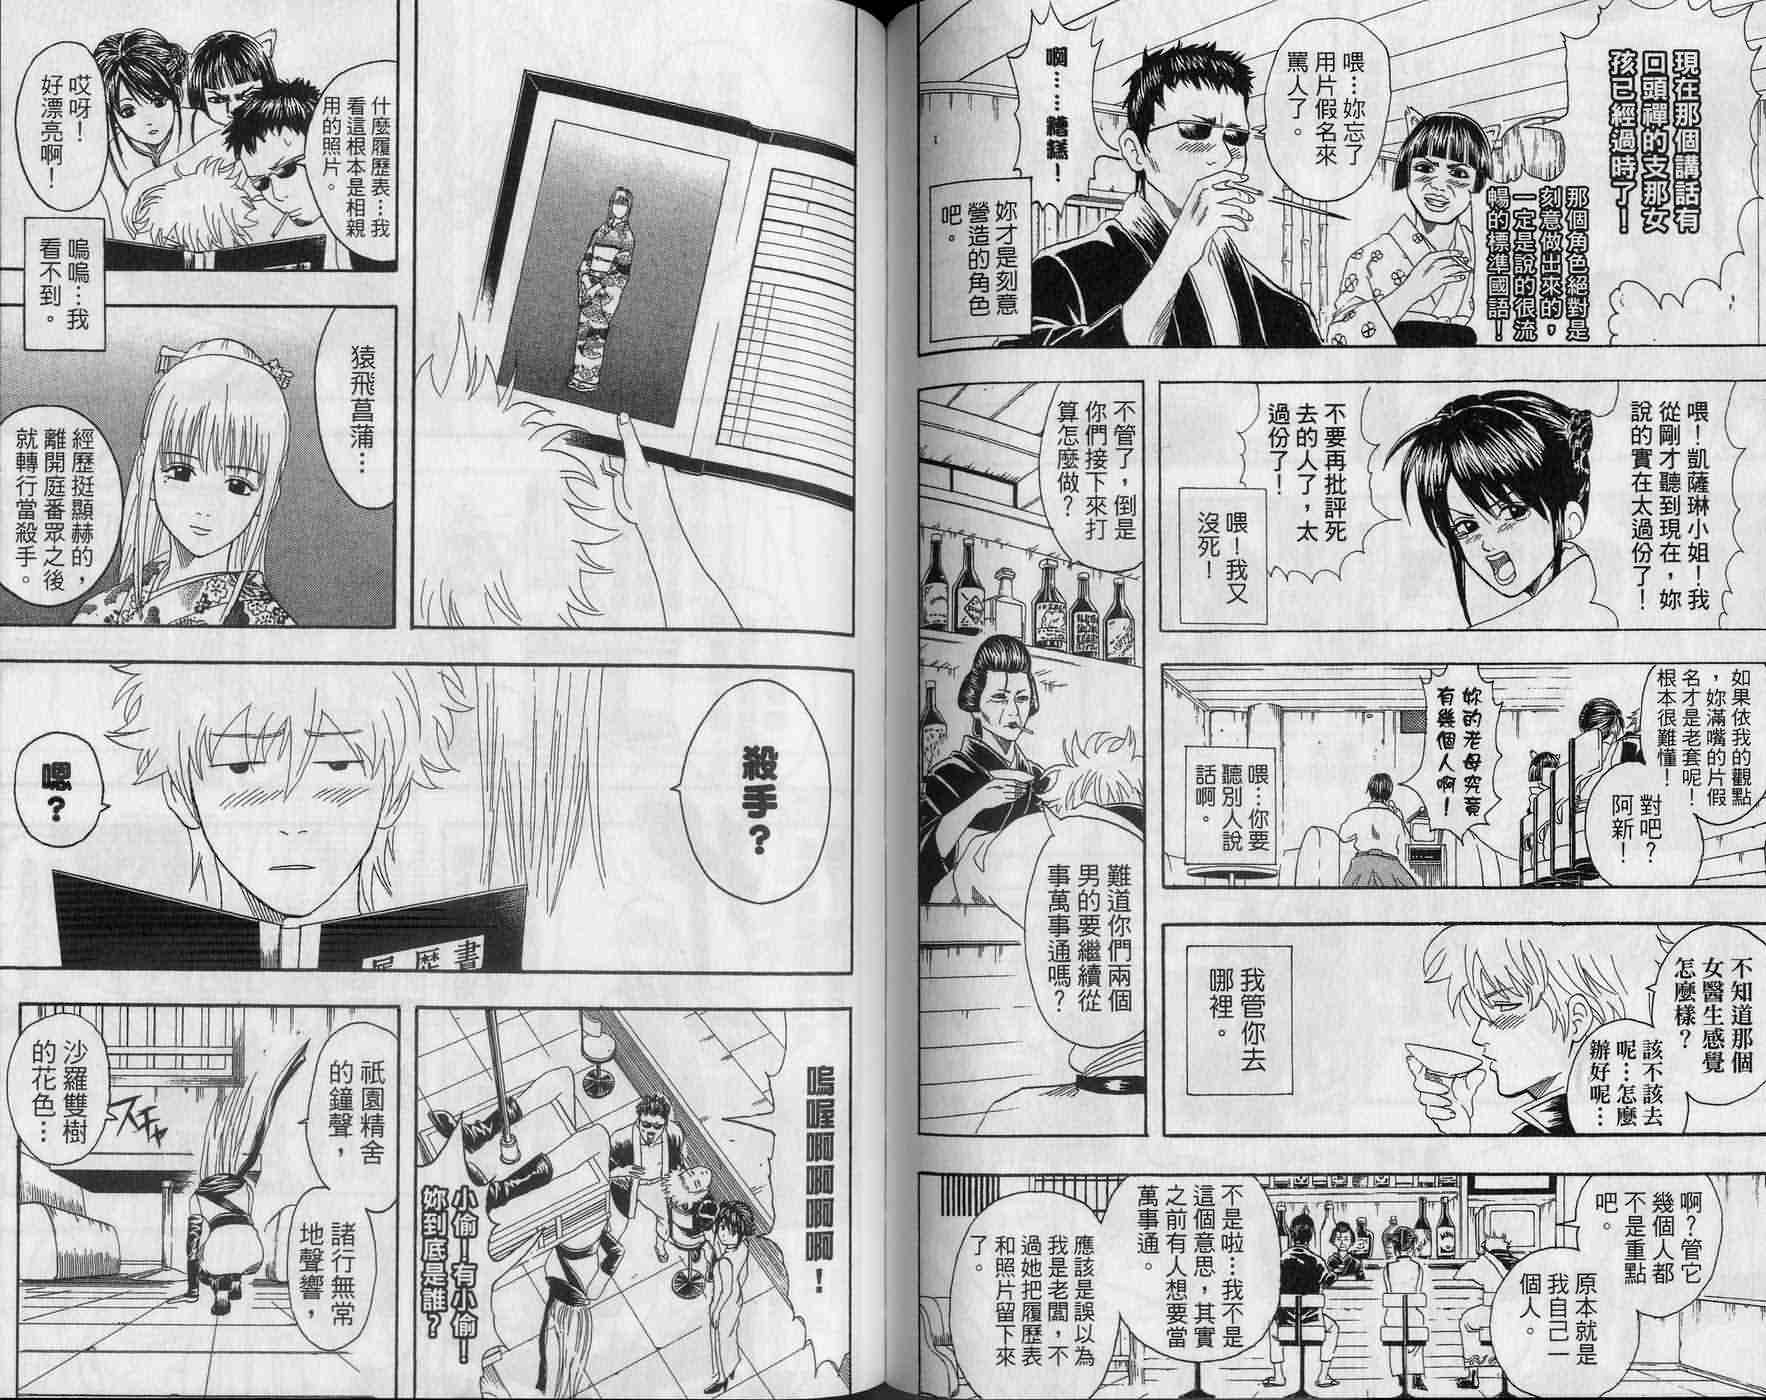 現在那個講話有
口頭禪的支那女
孩已經過時了！
那個角色絕對是
刻意做出來的，
一定是說的很流
暢的標準國語！
喂…妳忘了
用片假名來
罵人了。
啊……糟糕！
妳才是刻意
營造的角色
吧。
喂！凱薩琳小姐！我
從剛才聽到現在，妳
說的實在太過份了！
不要再批評死
去的人了，太
過份了！
喂！我又
沒死！
如果依我的觀點
，妳滿嘴的片假
名才是老套呢！
根本很難懂！
對吧？
阿新！
妳的老母究竟
有幾個人啊！
喂…你要
聽別人說
話啊。
不知道那個
女醫生感覺
怎麼樣？
該不該去
呢…怎麼
辦好呢…
我管你去
哪裡。
不管了，倒是
你們接下來打
算怎麼做？
難道你們兩個
男的要繼續從
事萬事通嗎？
啊？管它
幾個人都
不是重點
吧。
原本就是
我自己一
個人。
不是啦…我不是
這個意思，其實
之前有人想要當
萬事通。
應該是誤以為
我是老闆，不
過她把履歷表
和照片留下來
了。
什麼履歷表…我
看這根本是相親
用的照片。
哎呀！
好漂亮啊！
嗚嗚…我
看不到。
猿飛菖蒲…
經歷挺顯赫的，
離開庭番眾之後
就轉行當殺手。
殺手？
嗯？
履歷書
嗚喔啊啊啊啊啊！
小偷！有小偷！
妳到底是誰？
祇園精舍
的鐘聲，
諸行無常
地聲響，
スチャ
沙羅雙樹
的花色…